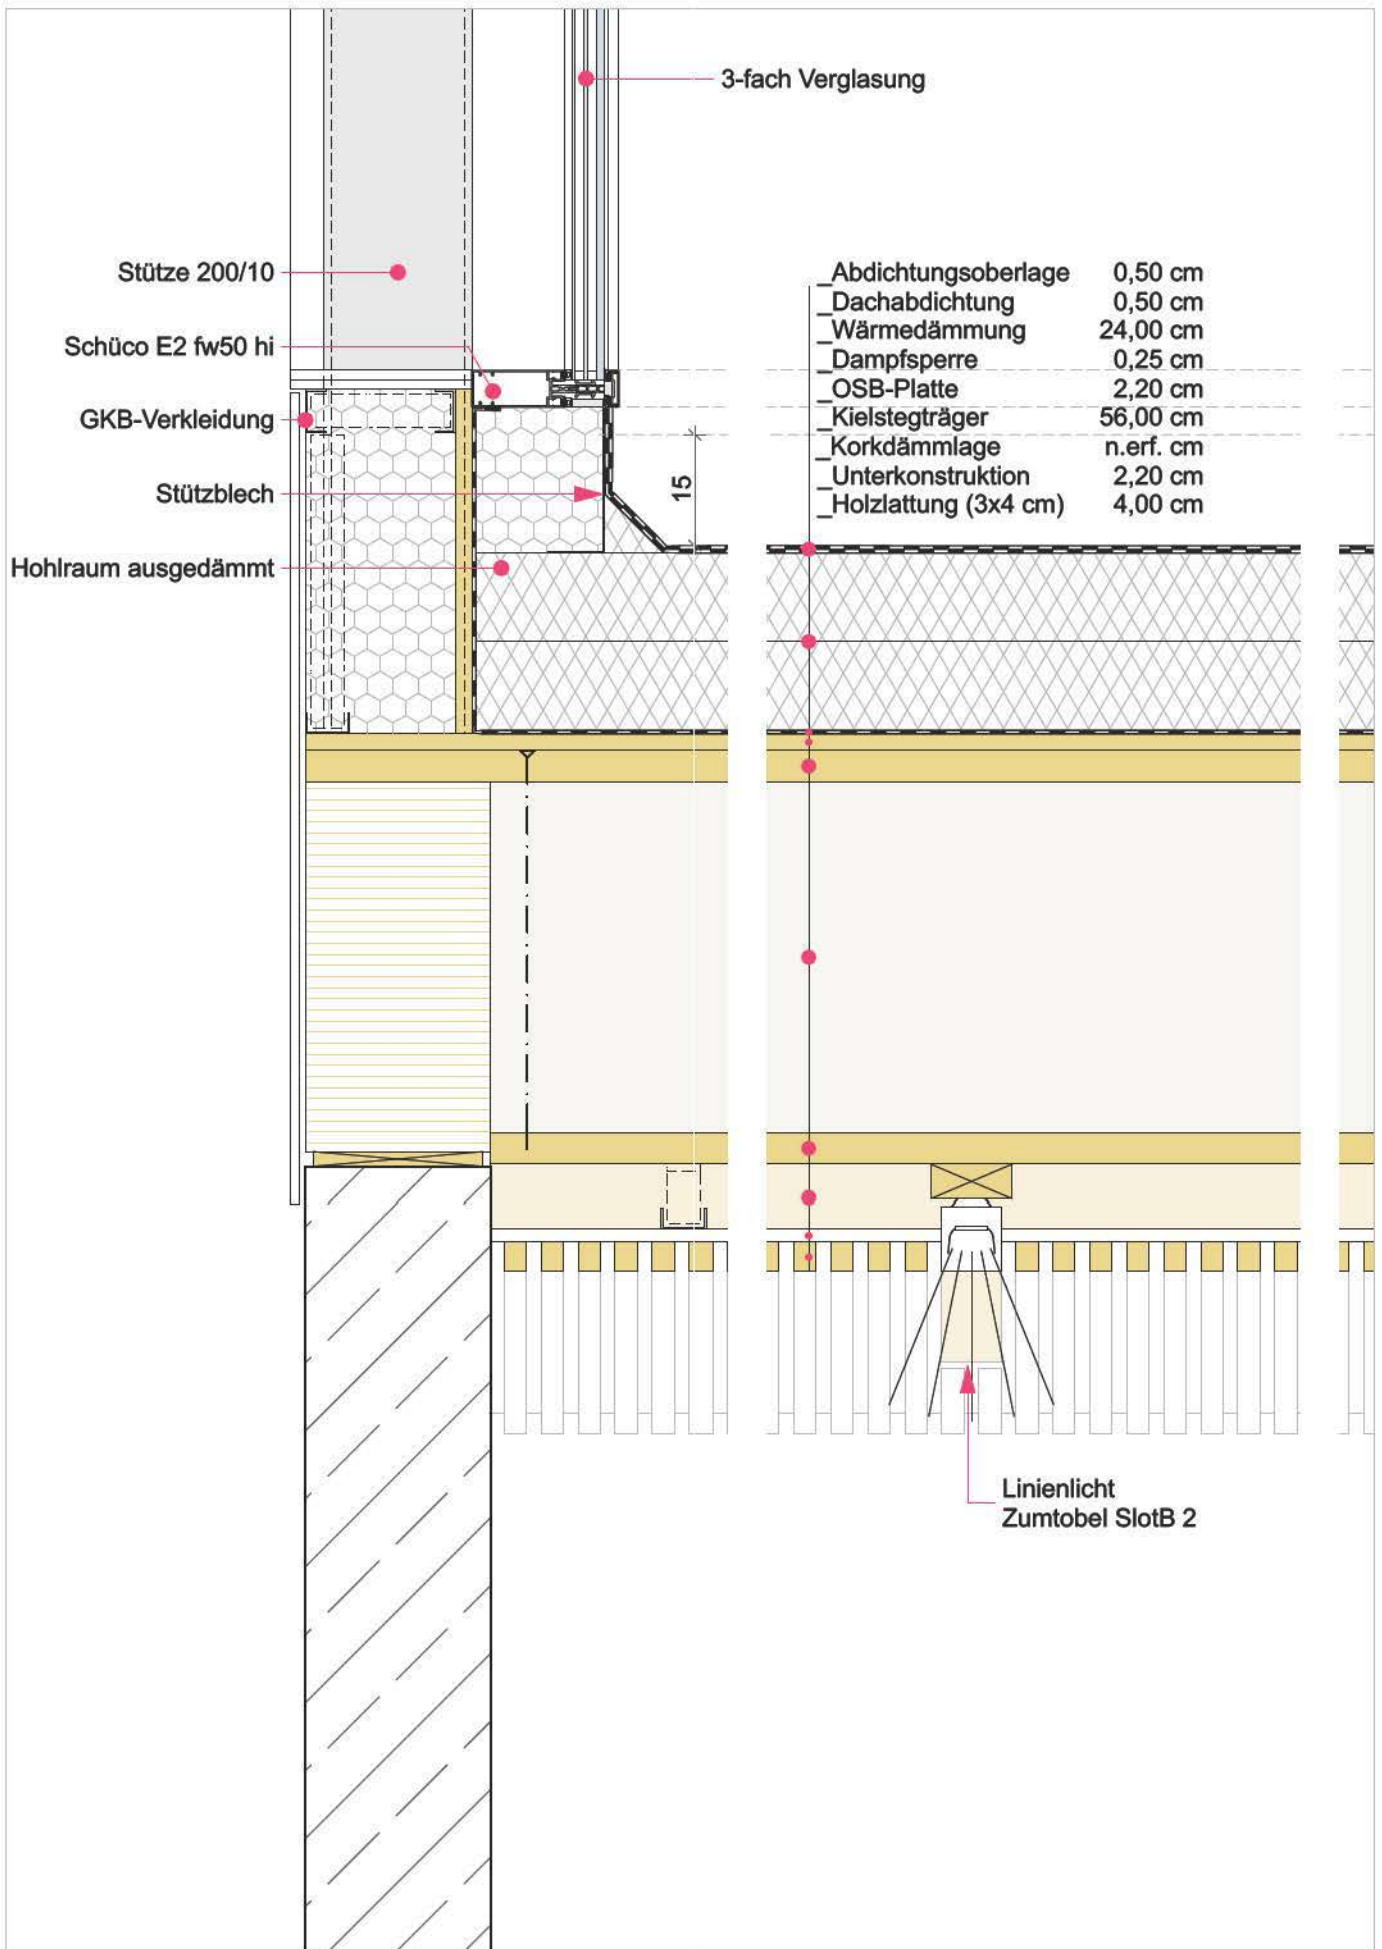 3-fach Verglasung
Stütze 200/10
Schüco E2 fw50 hi
GKB-Verkleidung
Stützblech
Hohlraum ausgedämmt
_Abdichtungsoberlage 0,50 cm
_Dachabdichtung 0,50 cm
_Wärmedämmung 24,00 cm
_Dampfsperre 0,25 cm
_OSB-Platte 2,20 cm
_Kielstegträger 56,00 cm
_Korkdämmlage n.erf. cm
_Unterkonstruktion 2,20 cm
_Holzlattung (3x4 cm) 4,00 cm
15
Linienlicht
Zumtobel SlotB 2